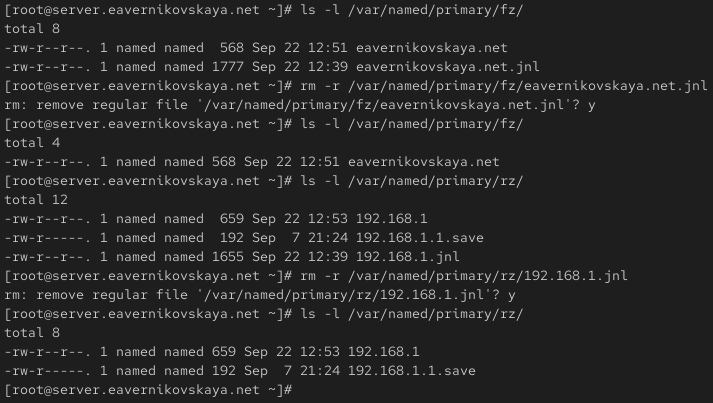 [root@server.eavernikovskaya.net ~]# ls -l /var/named/primary/fz/
total 8
-rw-r--r--. 1 named named  568 Sep 22 12:51 eavernikovskaya.net
-rw-r--r--. 1 named named 1777 Sep 22 12:39 eavernikovskaya.net.jnl
[root@server.eavernikovskaya.net ~]# rm -r /var/named/primary/fz/eavernikovskaya.net.jnl
rm: remove regular file '/var/named/primary/fz/eavernikovskaya.net.jnl'? y
[root@server.eavernikovskaya.net ~]# ls -l /var/named/primary/fz/
total 4
-rw-r--r--. 1 named named 568 Sep 22 12:51 eavernikovskaya.net
[root@server.eavernikovskaya.net ~]# ls -l /var/named/primary/rz/
total 12
-rw-r--r--. 1 named named  659 Sep 22 12:53 192.168.1
-rw-r-----. 1 named named  192 Sep  7 21:24 192.168.1.1.save
-rw-r--r--. 1 named named 1655 Sep 22 12:39 192.168.1.jnl
[root@server.eavernikovskaya.net ~]# rm -r /var/named/primary/rz/192.168.1.jnl
rm: remove regular file '/var/named/primary/rz/192.168.1.jnl'? y
[root@server.eavernikovskaya.net ~]# ls -l /var/named/primary/rz/
total 8
-rw-r--r--. 1 named named 659 Sep 22 12:53 192.168.1
-rw-r-----. 1 named named 192 Sep  7 21:24 192.168.1.1.save
[root@server.eavernikovskaya.net ~]#